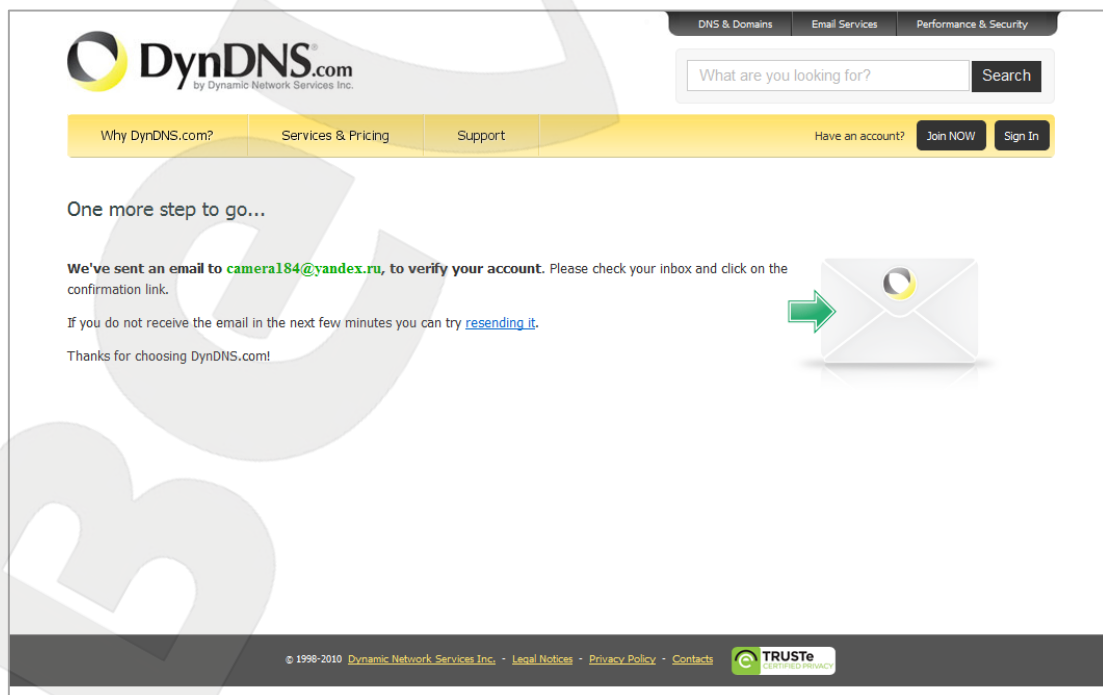 DNS & Domains Email Services Performance & Security
DynDNS.com
by Dynamic Network Services Inc.
What are you looking for? Search
Why DynDNS.com? Services & Pricing Support Have an account? Join NOW Sign In
One more step to go...
We've sent an email to camera184@yandex.ru, to verify your account. Please check your inbox and click on the
confirmation link.
If you do not receive the email in the next few minutes you can try resending it.
Thanks for choosing DynDNS.com!
© 1998-2010 Dynamic Network Services Inc. - Legal Notices - Privacy Policy - Contacts
TRUSTe
CERTIFIED PRIVACY